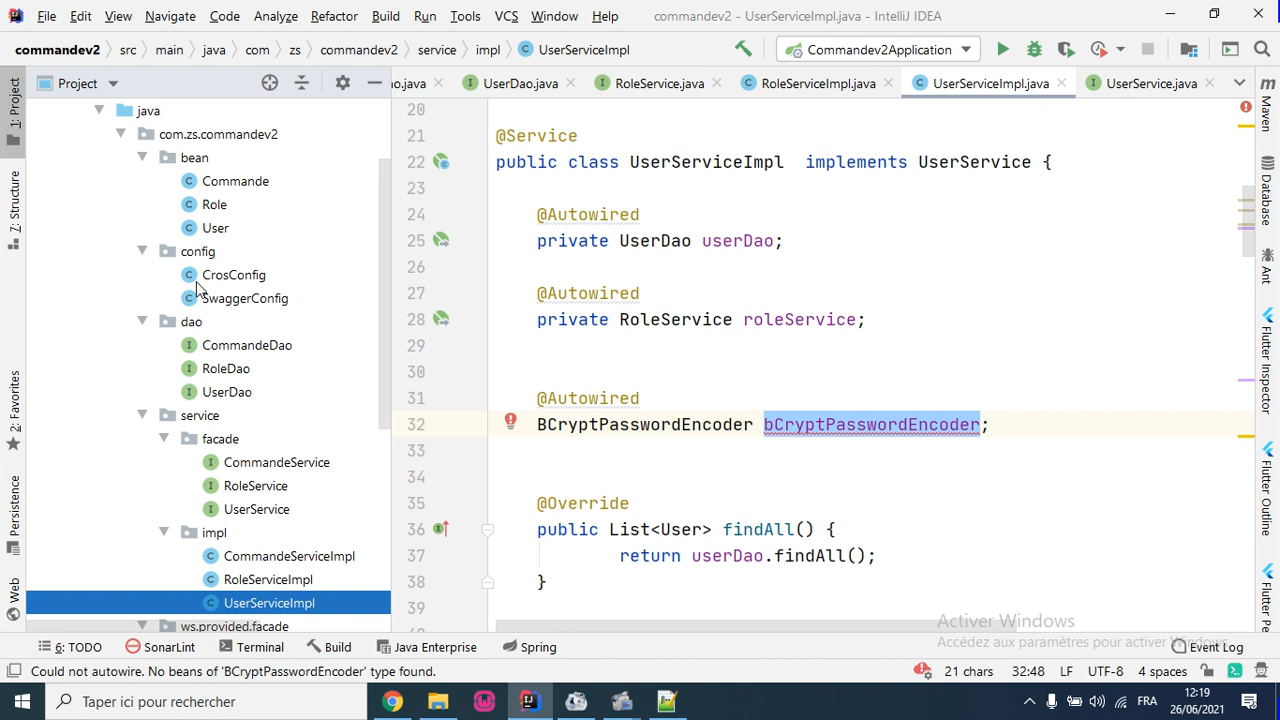 File Edit View Navigate Code Analyze Refactor Build Run Tools VCS Window Help commandev2 - UserServiceImpl.java - IntelliJ IDEA
commandev2 src main java com zs commandev2 service impl UserServiceImpl Commandev2Application
1: Project
Z: Structure
2: Favorites
Persistence
Web
Project
java
com.zs.commandev2
bean
Commande
Role
User
config
CrosConfig
SwaggerConfig
dao
CommandeDao
RoleDao
UserDao
service
facade
CommandeService
RoleService
UserService
impl
CommandeServiceImpl
RoleServiceImpl
UserServiceImpl
ws.provided.facade
UserDao.java RoleService.java RoleServiceImpl.java UserServiceImpl.java UserService.java
20
21 @Service
22 public class UserServiceImpl  implements UserService {
23
24 @Autowired
25 private UserDao userDao;
26
27 @Autowired
28 private RoleService roleService;
29
30
31 @Autowired
32 BCryptPasswordEncoder bCryptPasswordEncoder;
33
34
35 @Override
36 public List<User> findAll() {
37 return userDao.findAll();
38 }
39
Maven
Database
Ant
Flutter Inspector
Flutter Outline
Flutter Pe
Activer Windows
Accédez aux paramètres pour activer Windows.
6: TODO SonarLint Terminal Build Java Enterprise Spring Event Log
Could not autowire. No beans of 'BCryptPasswordEncoder' type found. 21 chars 32:48 LF UTF-8 4 spaces
Taper ici pour rechercher FRA 12:19
26/06/2021